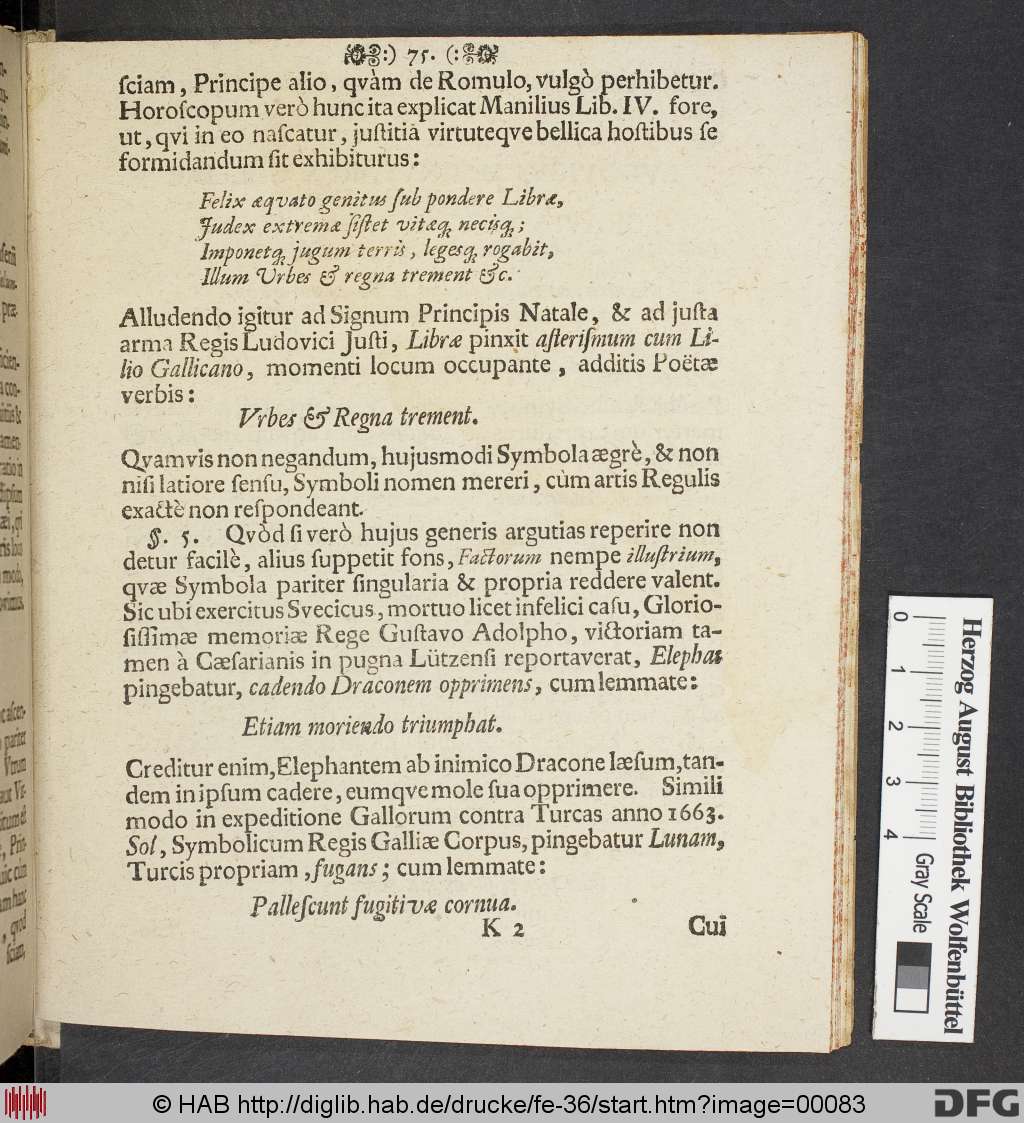 :) 75. (:
ſciam, Principe alio, qvàm de Romulo, vulgò perhibetur.
Horoſcopum verò hunc ita explicat Manilius Lib. IV. fore,
ut, qvi in eo naſcatur, juſtitiâ virtuteqve bellica hoſtibus ſe
formidandum ſit exhibiturus:
Felix æqvato genitus ſub pondere Libræ,
Judex extremæ ſiſtet vitæq; necisq;;
Imponetq; jugum terris, legesq; rogabit,
Illum Urbes & regna trement &c.
Alludendo igitur ad Signum Principis Natale, & ad juſta
arma Regis Ludovici Juſti, Libræ pinxit aſteriſmum cum Li-
lio Gallicano, momenti locum occupante, additis Poëtæ
verbis:
Urbes & Regna trement.
Qvamvis non negandum, hujusmodi Symbola ægrè, & non
niſi latiore ſenſu, Symboli nomen mereri, cùm artis Regulis
exactè non reſpondeant.
§. 5. Qvòd ſi verò hujus generis argutias reperire non
detur facilè, alius ſuppetit fons, Factorum nempe illuſtrium,
qvæ Symbola pariter ſingularia & propria reddere valent.
Sic ubi exercitus Svecicus, mortuo licet infelici caſu, Glorio-
ſiſſimæ memoriæ Rege Guſtavo Adolpho, victoriam ta-
men à Cæſarianis in pugna Lützenſi reportaverat, Elephas
pingebatur, cadendo Draconem opprimens, cum lemmate:
Etiam moriendo triumphat.
Creditur enim, Elephantem ab inimico Dracone læſum, tan-
dem in ipſum cadere, eumqve mole ſua opprimere. Simili
modo in expeditione Gallorum contra Turcas anno 1663.
Sol, Symbolicum Regis Galliæ Corpus, pingebatur Lunam,
Turcis propriam, fugans; cum lemmate:
Palleſcunt fugitivæ cornua.
K 2 Cui
0 1 2 3 4
Gray Scale
Herzog August Bibliothek Wolfenbüttel
© HAB http://diglib.hab.de/drucke/fe-36/start.htm?image=00083
DFG